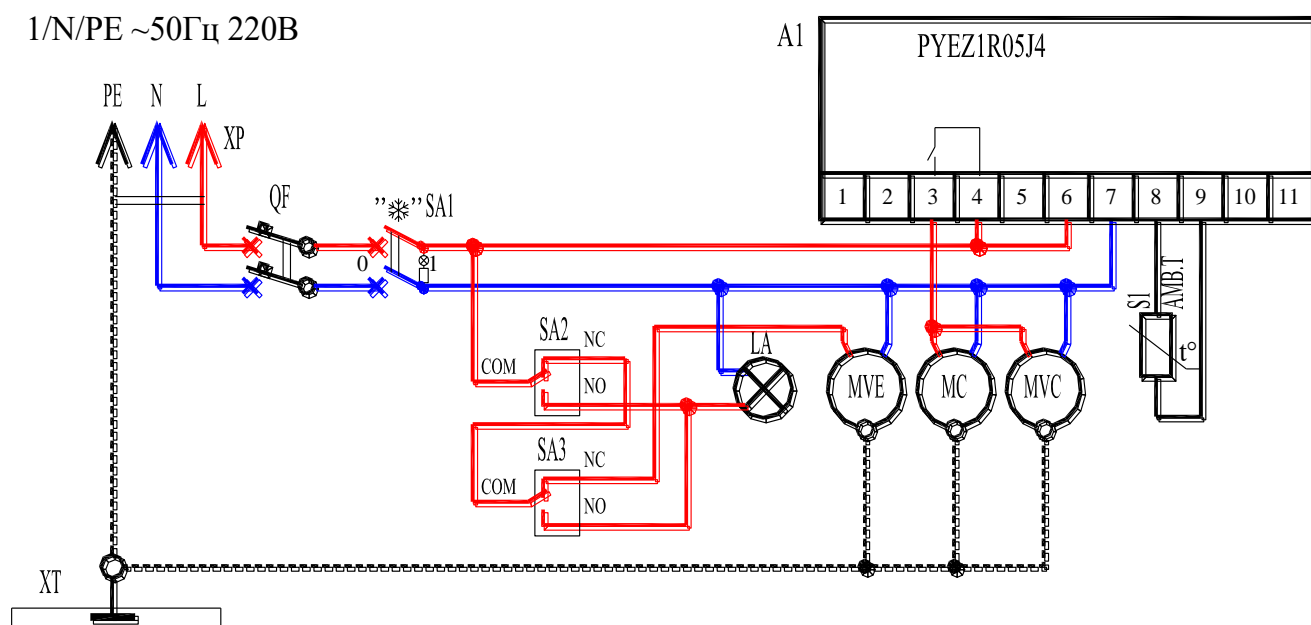 1/N/PE ~50Гц 220В
A1
PYEZ1R05J4
PE N L
XP
1 2 3 4 5 6 7 8 9 10 11
QF
”❄” SA1
0 1
S1
AMB.T
t°
SA2
NC
COM
NO
LA
MVE MC MVC
SA3
NC
COM
NO
XT